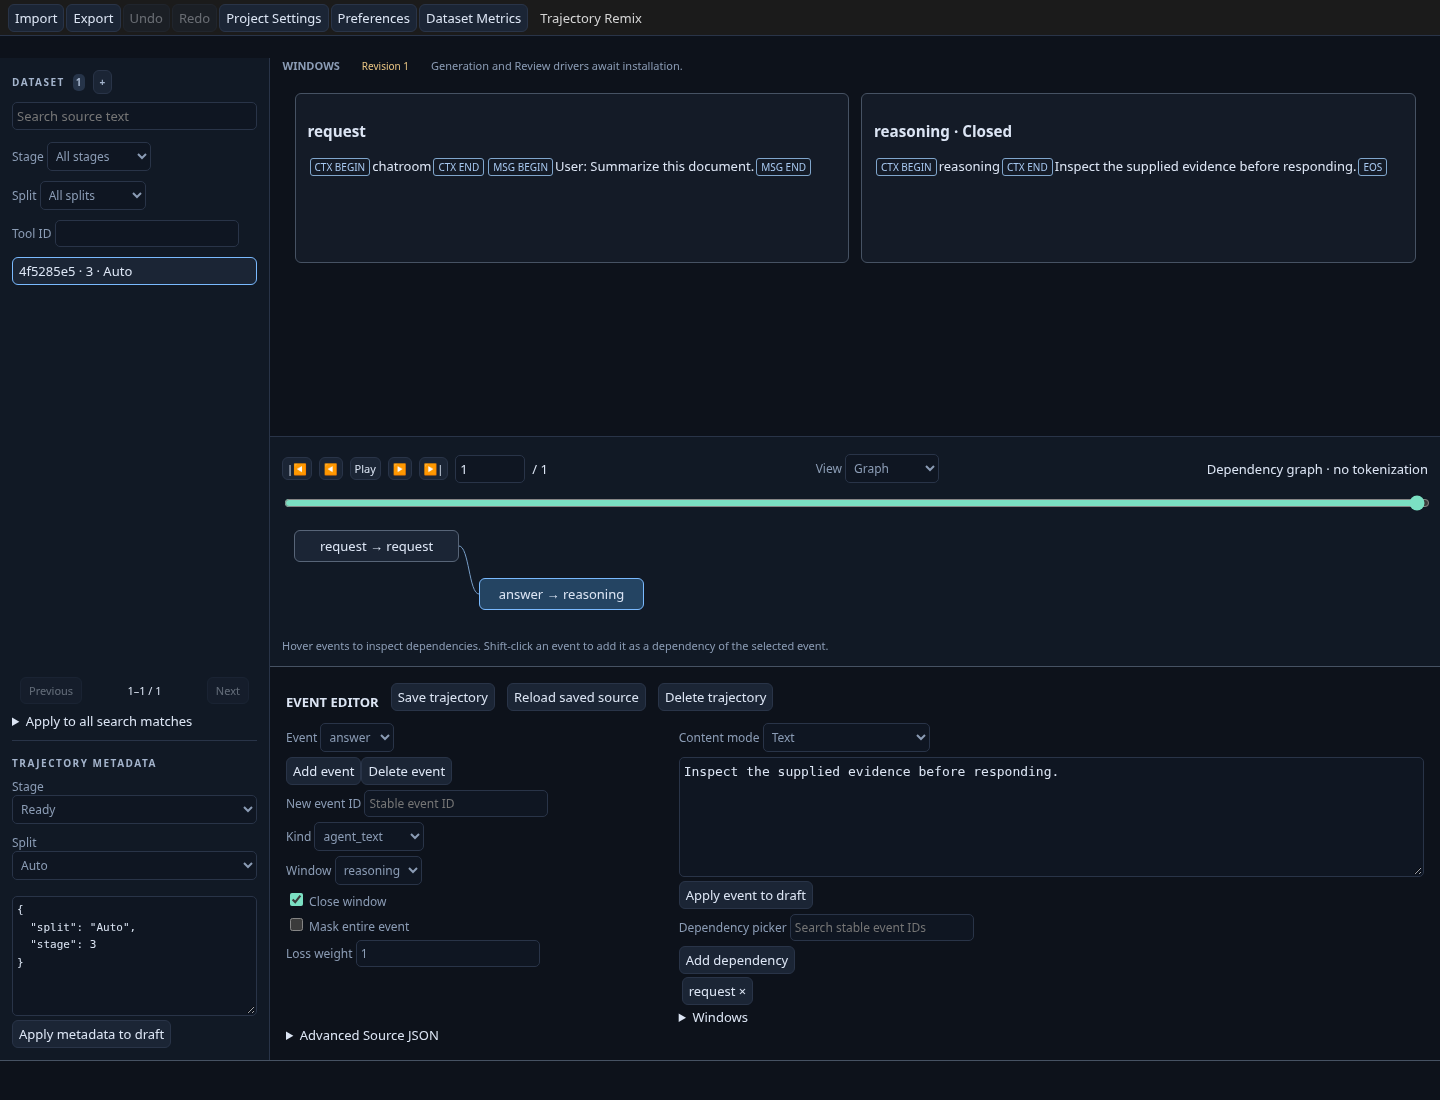 Import Export Undo Redo Project Settings Preferences Dataset Metrics Trajectory Remix
DATASET 1 +
Search source text
Stage All stages
Split All splits
Tool ID
4f5285e5 · 3 · Auto
Previous 1–1 / 1 Next
▶ Apply to all search matches
TRAJECTORY METADATA
Stage
Ready
Split
Auto
{
"split": "Auto",
"stage": 3
}
Apply metadata to draft
WINDOWS Revision 1 Generation and Review drivers await installation.
request
CTX BEGIN chatroom CTX END MSG BEGIN User: Summarize this document. MSG END
reasoning · Closed
CTX BEGIN reasoning CTX END Inspect the supplied evidence before responding. EOS
|◀ ◀ Play ▶ ▶| 1 / 1 View Graph Dependency graph · no tokenization
request → request
answer → reasoning
Hover events to inspect dependencies. Shift-click an event to add it as a dependency of the selected event.
EVENT EDITOR Save trajectory Reload saved source Delete trajectory
Event answer
Add event Delete event
New event ID Stable event ID
Kind agent_text
Window reasoning
Close window
Mask entire event
Loss weight 1
▶ Advanced Source JSON
Content mode Text
Inspect the supplied evidence before responding.
Apply event to draft
Dependency picker Search stable event IDs
Add dependency
request ×
▶ Windows